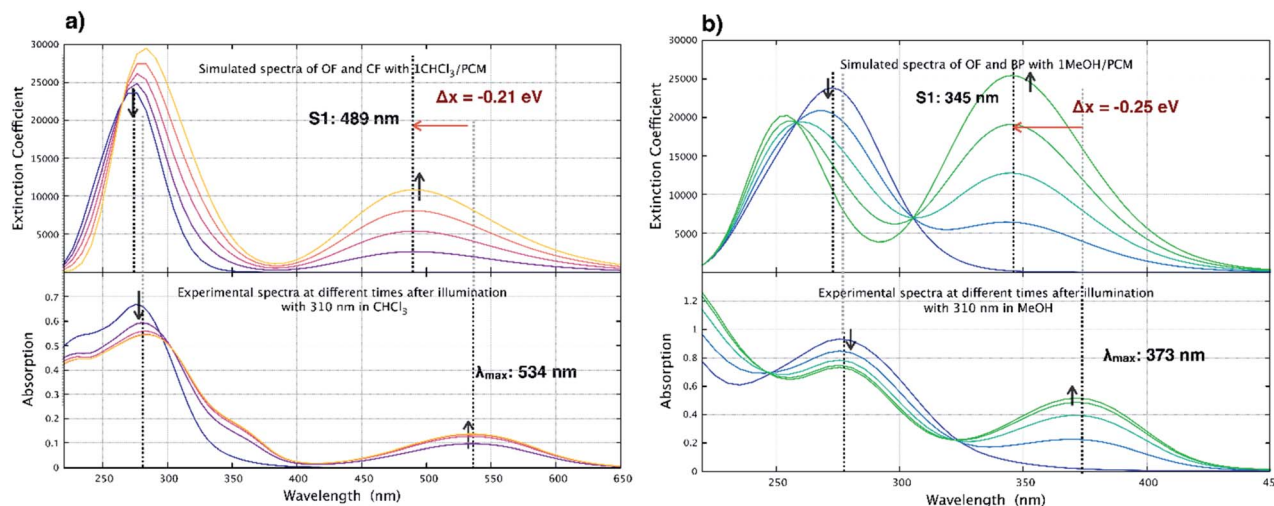 a)
30000
25000
20000
15000
10000
5000
Extinction Coefficient
Simulated spectra of OF and CF with 1CHCl₃/PCM
Δx = -0.21 eV
S1: 489 nm
0.7
0.6
0.5
0.4
0.3
0.2
0.1
0
Absorption
Experimental spectra at different times after illumination
with 310 nm in CHCl₃
λmax: 534 nm
250 300 350 400 450 500 550 600 650
Wavelength (nm)
b)
30000
25000
20000
15000
10000
5000
Extinction Coefficient
Simulated spectra of OF and BP with 1MeOH/PCM
Δx = -0.25 eV
S1: 345 nm
1.2
1
0.8
0.6
0.4
0.2
0
Absorption
Experimental spectra at different times after illumination
with 310 nm in MeOH
λmax: 373 nm
250 300 350 400 45
Wavelength (nm)